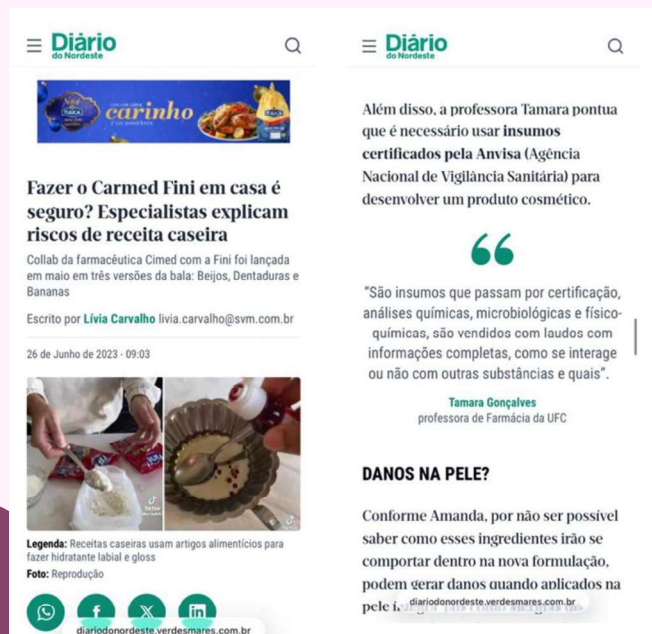 Diário
do Nordeste
carinho
Fazer o Carmed Fini em casa é
seguro? Especialistas explicam
riscos de receita caseira
Collab da farmacêutica Cimed com a Fini foi lançada
em maio em três versões da bala: Beijos, Dentaduras e
Bananas
Escrito por Lívia Carvalho livia.carvalho@svm.com.br
26 de Junho de 2023 - 09:03
Legenda: Receitas caseiras usam artigos alimentícios para
fazer hidratante labial e gloss
Foto: Reprodução
diariodonordeste.verdesmares.com.br
Diário
do Nordeste
Além disso, a professora Tamara pontua
que é necessário usar insumos
certificados pela Anvisa (Agência
Nacional de Vigilância Sanitária) para
desenvolver um produto cosmético.
"São insumos que passam por certificação,
análises químicas, microbiológicas e físico-
químicas, são vendidos com laudos com
informações completas, como se interage
ou não com outras substâncias e quais".
Tamara Gonçalves
professora de Farmácia da UFC
DANOS NA PELE?
Conforme Amanda, por não ser possível
saber como esses ingredientes irão se
comportar dentro na nova formulação,
podem gerar danos quando aplicados na
pele
diariodonordeste.verdesmares.com.br